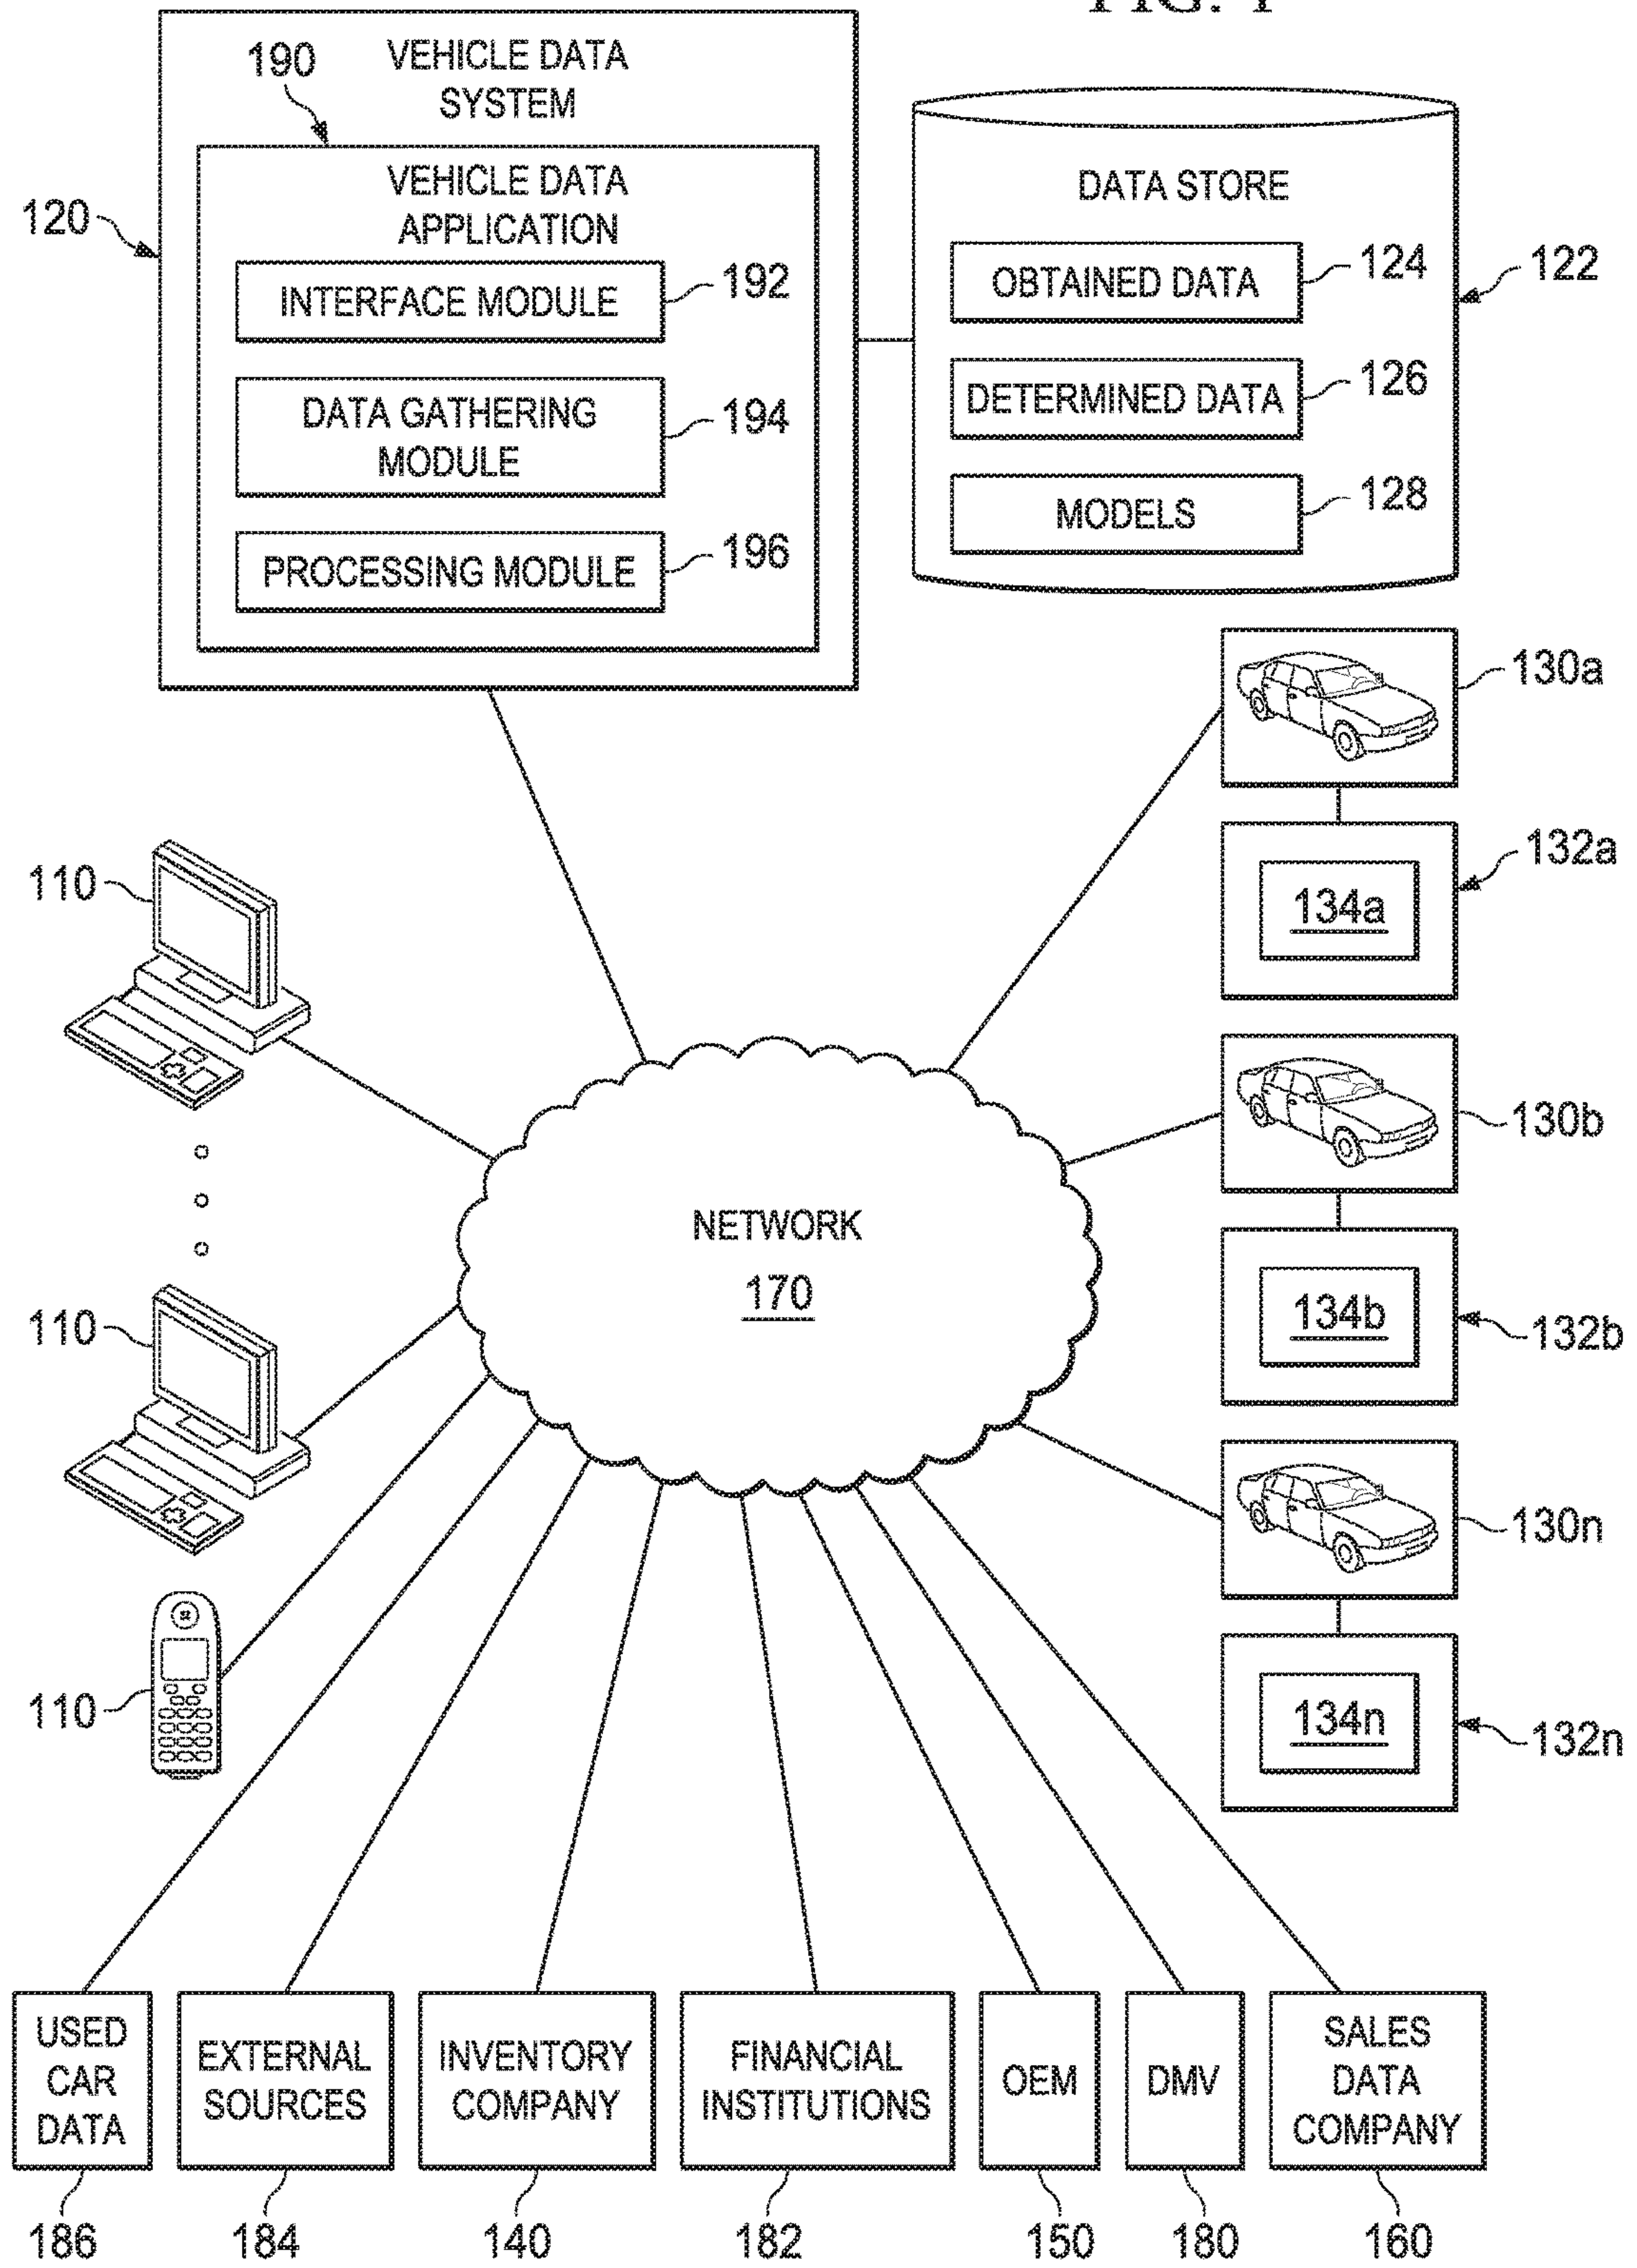 FIG. 1
VEHICLE DATA
SYSTEM
190
VEHICLE DATA
APPLICATION
120
INTERFACE MODULE
192
DATA GATHERING
MODULE
194
PROCESSING MODULE
196
DATA STORE
OBTAINED DATA
124
122
DETERMINED DATA
126
MODELS
128
130a
132a
134a
110
130b
134b
132b
NETWORK
170
110
130n
134n
132n
110
USED
CAR
DATA
EXTERNAL
SOURCES
INVENTORY
COMPANY
FINANCIAL
INSTITUTIONS
OEM
DMV
SALES
DATA
COMPANY
186
184
140
182
150
180
160